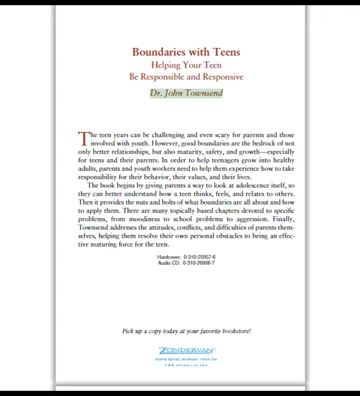 Boundaries with Teens
Helping Your Teen
Be Responsible and Responsive
Dr. John Townsend
The teen years can be challenging and even scary for parents and those
involved with youth. However, good boundaries are the bedrock of not
only better relationships, but also maturity, safety, and growth—especially
for teens and their parents. In order to help teenagers grow into healthy
adults, parents and youth workers need to help them experience how to take
responsibility for their behavior, their values, and their lives.
The book begins by giving parents a way to look at adolescence itself, so
they can better understand how a teen thinks, feels, and relates to others.
Then it provides the nuts and bolts of what boundaries are all about and how
to apply them. There are many topically based chapters devoted to specific
problems, from moodiness to school problems to aggression. Finally,
Townsend addresses the attitudes, conflicts, and difficulties of parents them-
selves, helping them resolve their own personal obstacles to being an effec-
tive maturing force for the teen.
Hardcover: 0-310-
Audio CD: 0-310-
Pick up a copy today at your favorite bookstore!
ZONDERVAN